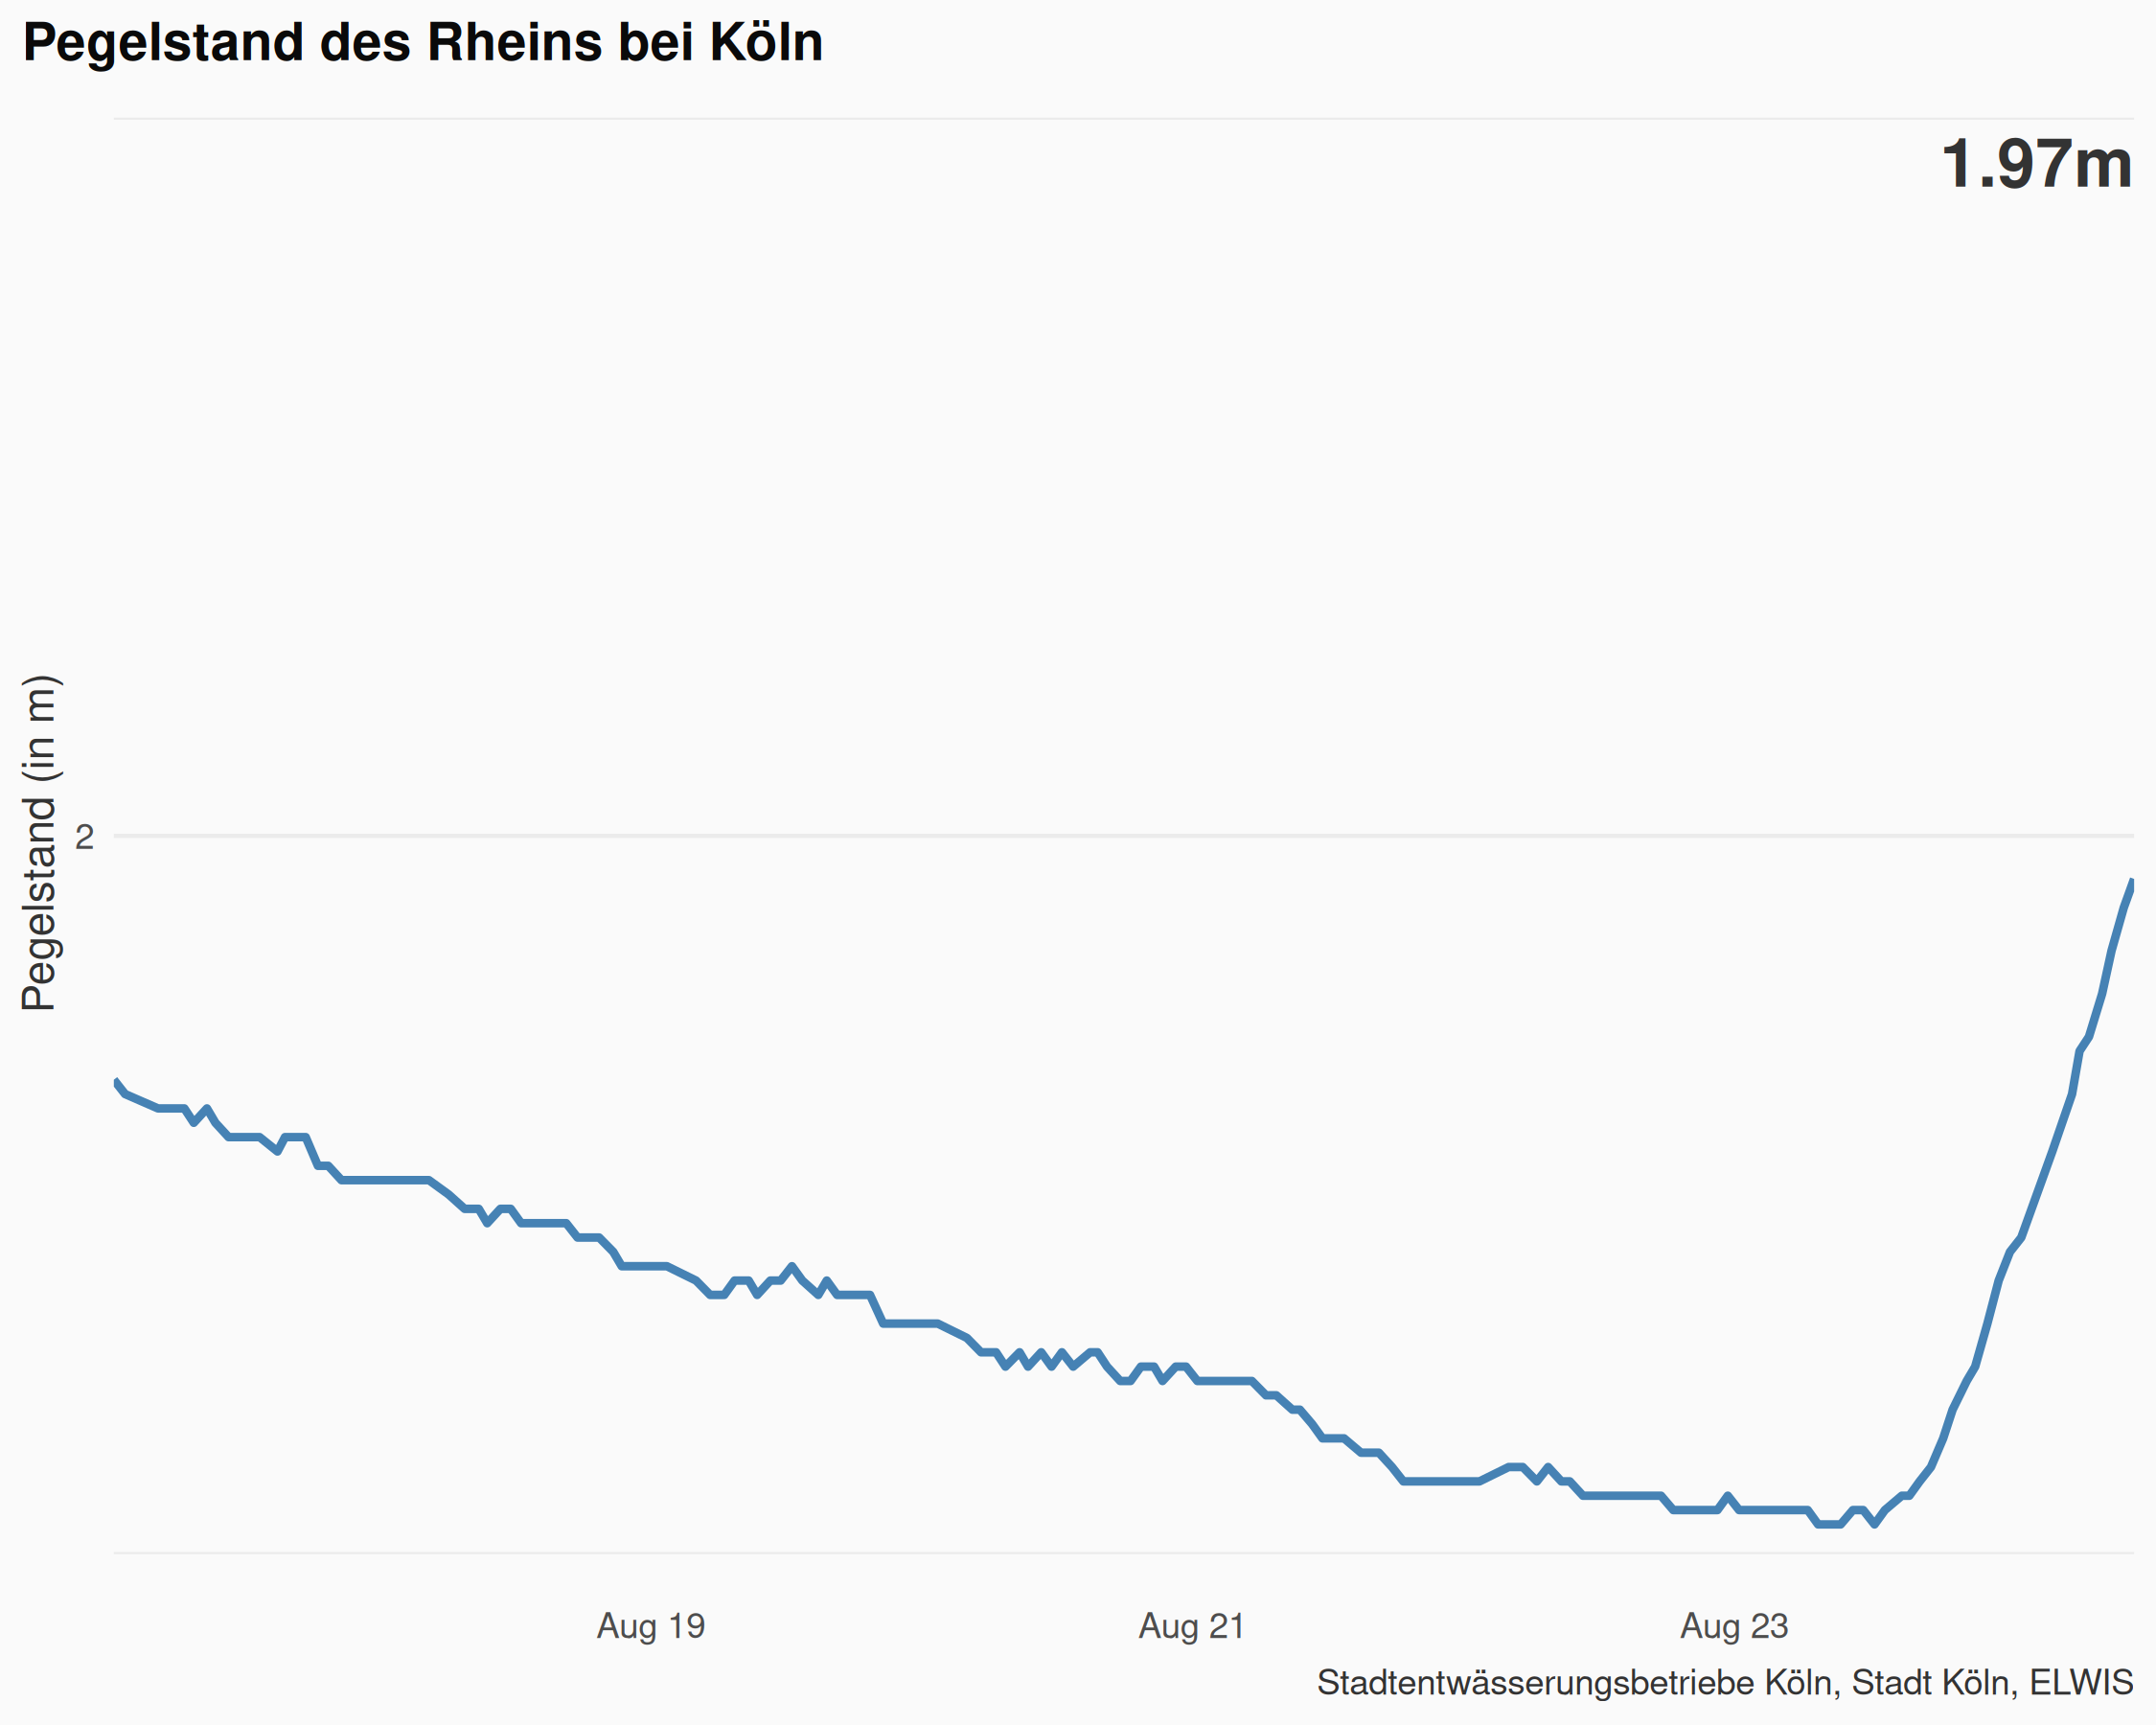 Pegelstand des Rheins bei Köln
1.97m
Pegelstand (in m)
2
Aug 19
Aug 21
Aug 23
Stadtentwässerungsbetriebe Köln, Stadt Köln, ELWIS